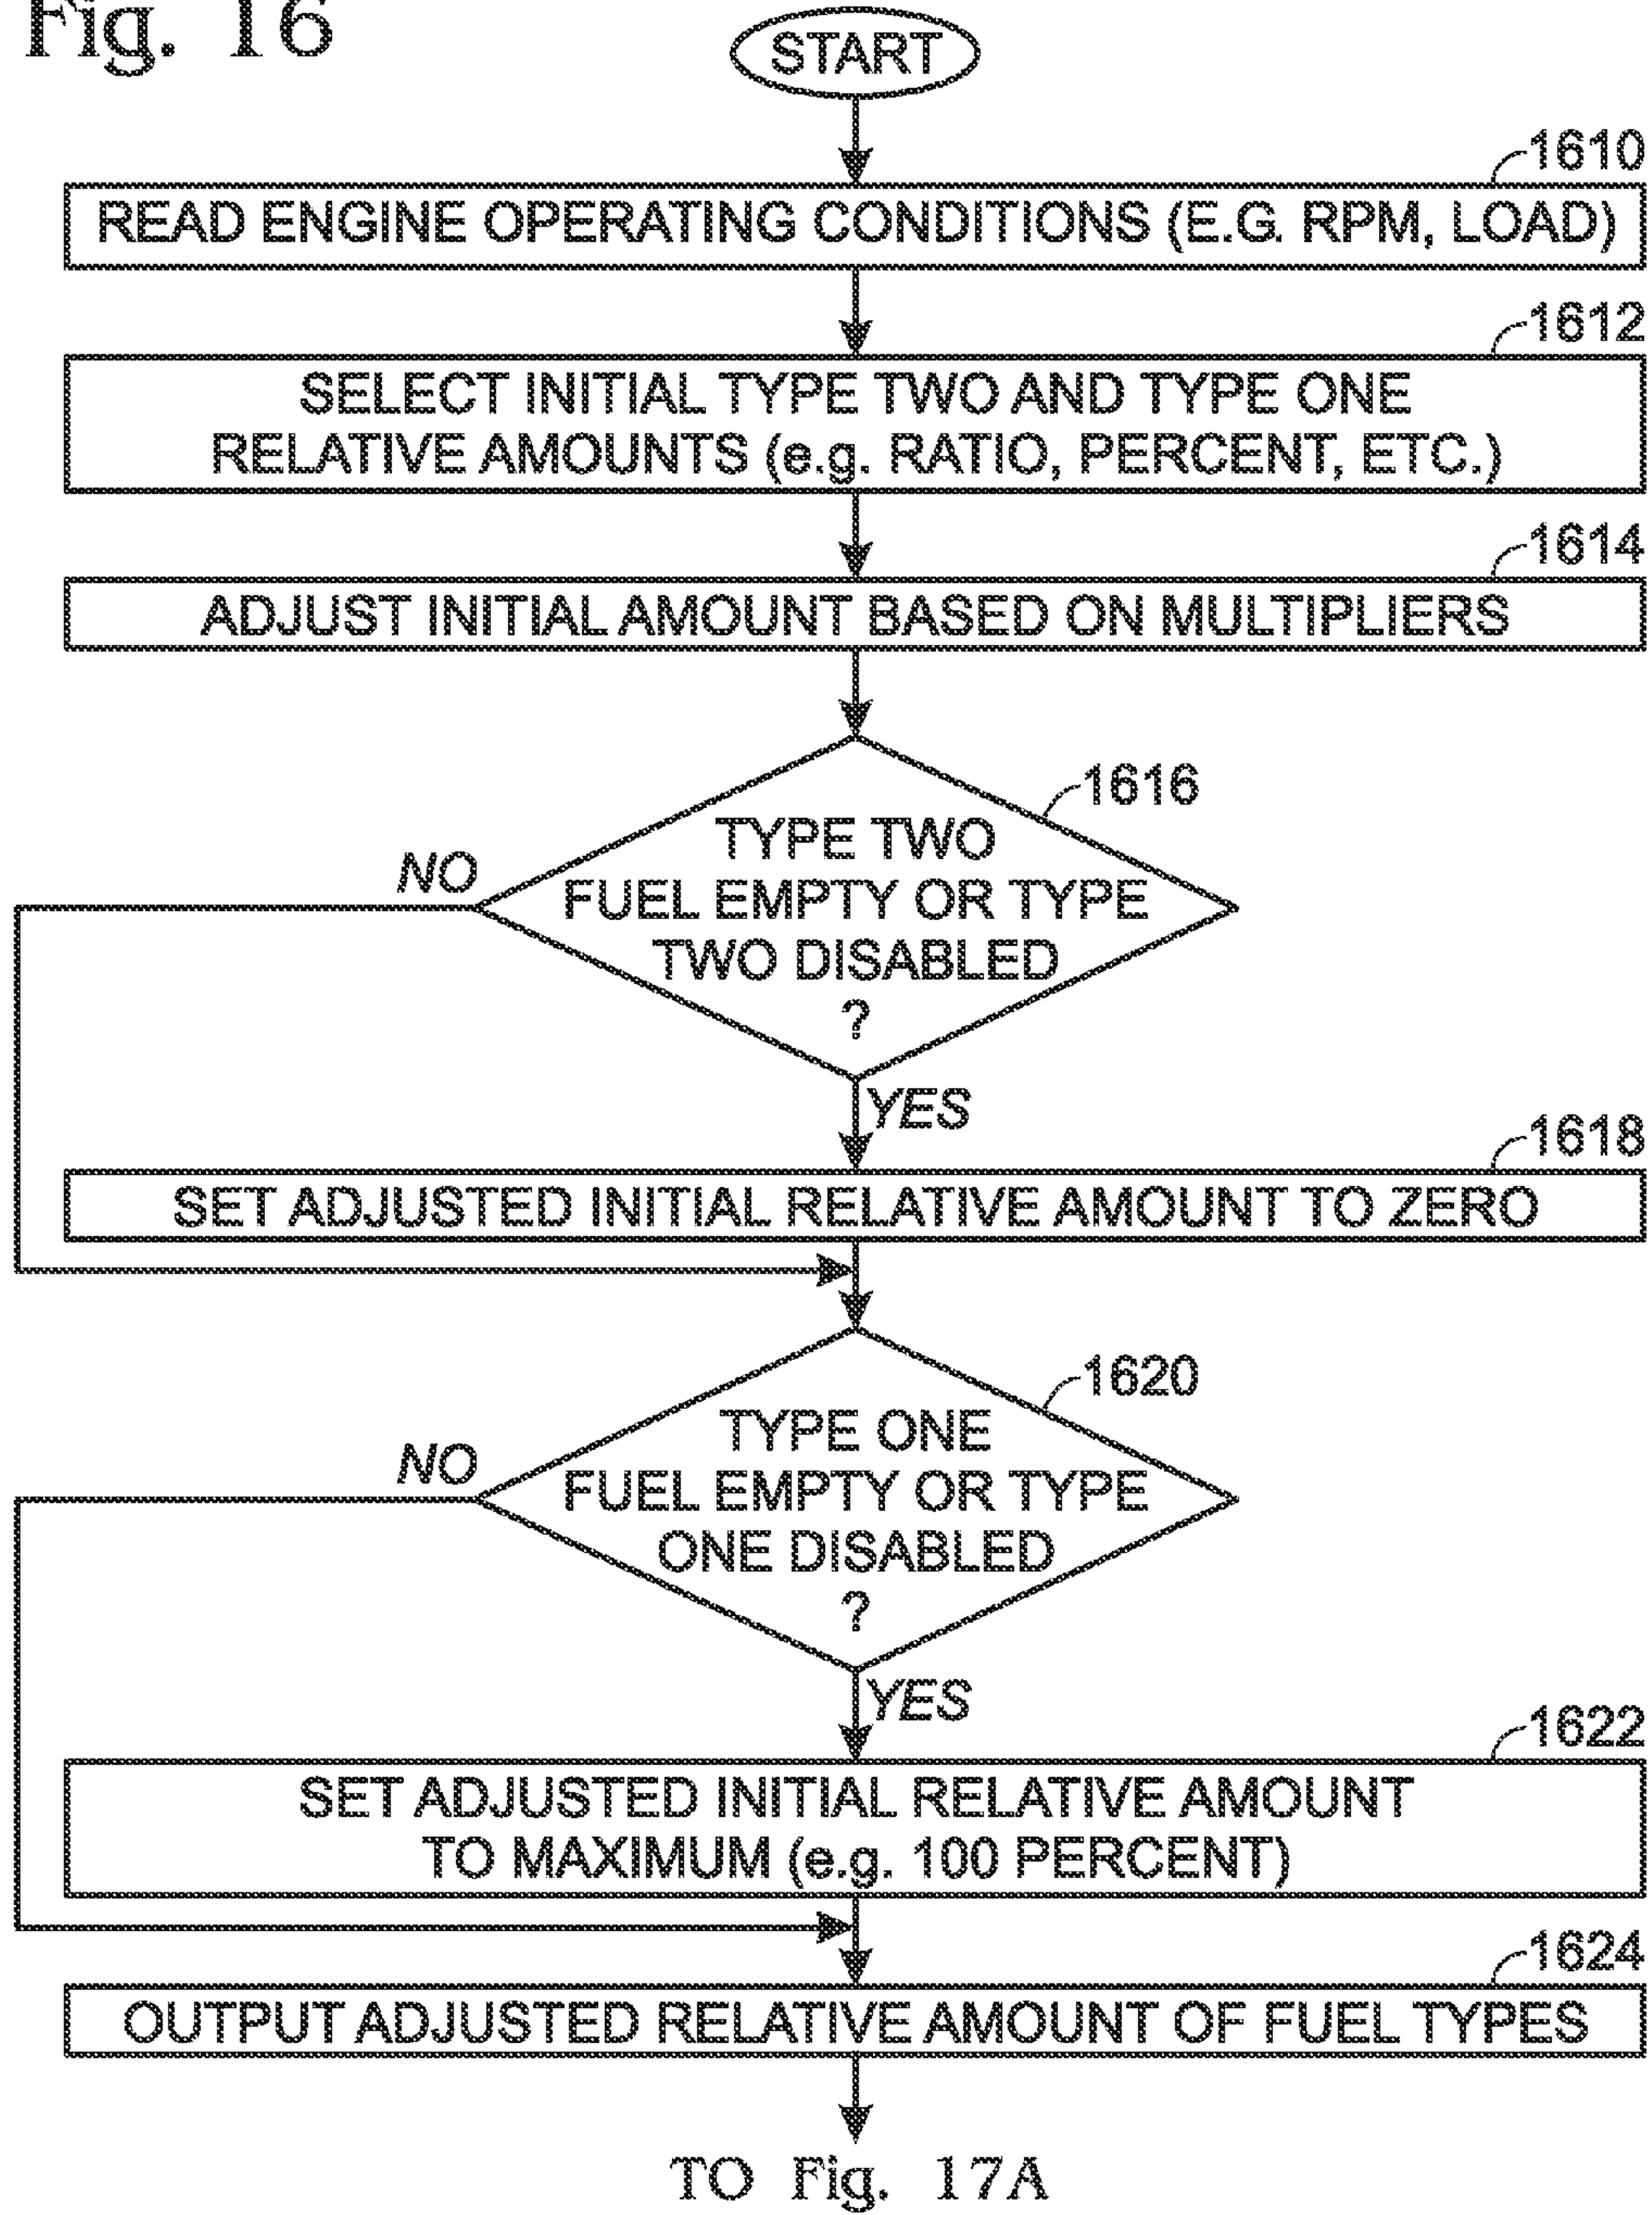 Fig. 16
START
1610
READ ENGINE OPERATING CONDITIONS (E.G. RPM, LOAD)
1612
SELECT INITIAL TYPE TWO AND TYPE ONE
RELATIVE AMOUNTS (e.g. RATIO, PERCENT, ETC.)
1614
ADJUST INITIAL AMOUNT BASED ON MULTIPLIERS
1616
TYPE TWO
NO
FUEL EMPTY OR TYPE
TWO DISABLED
?
YES
1618
SET ADJUSTED INITIAL RELATIVE AMOUNT TO ZERO
1620
TYPE ONE
NO
FUEL EMPTY OR TYPE
ONE DISABLED
?
YES
1622
SET ADJUSTED INITIAL RELATIVE AMOUNT
TO MAXIMUM (e.g. 100 PERCENT)
1624
OUTPUT ADJUSTED RELATIVE AMOUNT OF FUEL TYPES
TO Fig. 17A